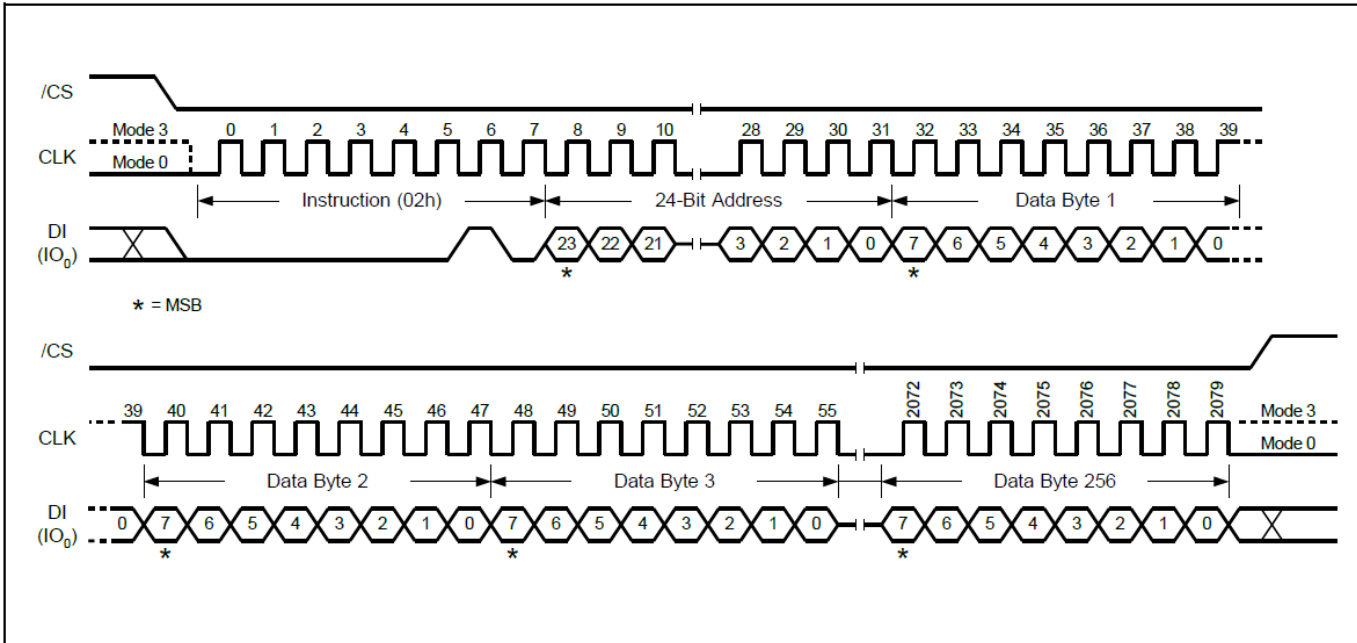 /CS
Mode 3 0 1 2 3 4 5 6 7 8 9 10 28 29 30 31 32 33 34 35 36 37 38 39
CLK Mode 0
Instruction (02h) 24-Bit Address Data Byte 1
DI
(IO₀) 23 22 21 3 2 1 0 7 6 5 4 3 2 1 0
* *
* = MSB
/CS
39 40 41 42 43 44 45 46 47 48 49 50 51 52 53 54 55 2072 2073 2074 2075 2076 2077 2078 2079 Mode 3
CLK Mode 0
Data Byte 2 Data Byte 3 Data Byte 256
DI
(IO₀) 0 7 6 5 4 3 2 1 0 7 6 5 4 3 2 1 0 7 6 5 4 3 2 1 0
* * *